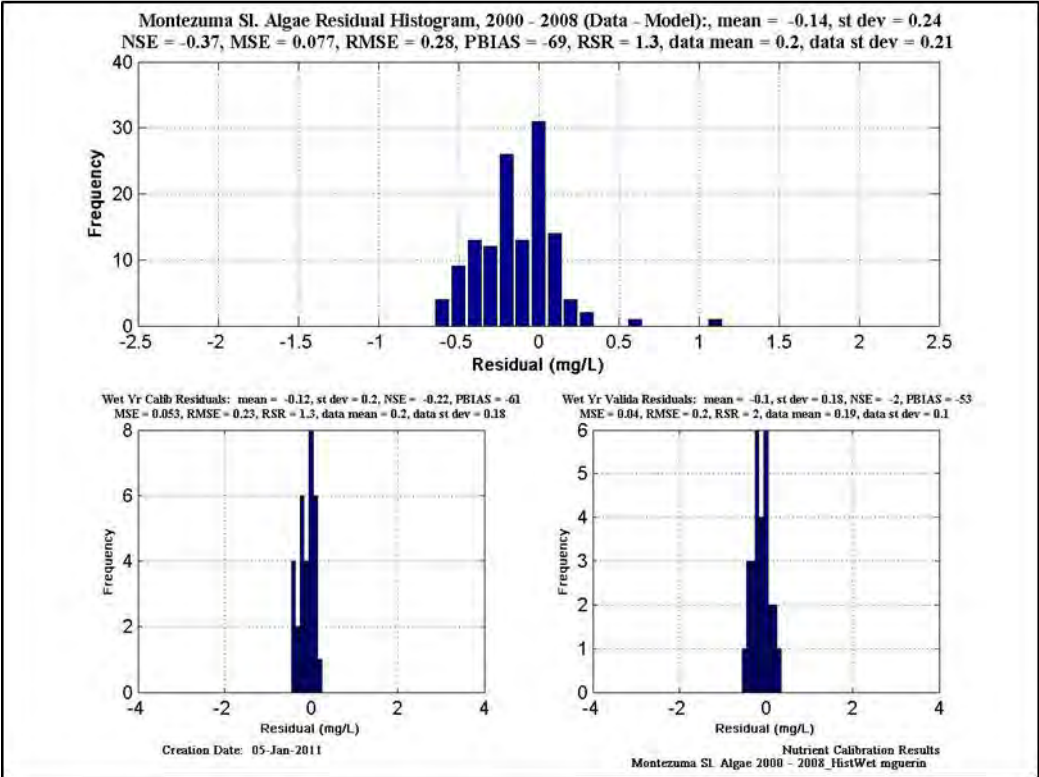 Montezuma Sl. Algae Residual Histogram, 2000 - 2008 (Data - Model):, mean = -0.14, st dev = 0.24
NSE = -0.37, MSE = 0.077, RMSE = 0.28, PBIAS = -69, RSR = 1.3, data mean = 0.2, data st dev = 0.21
40
30
20
10
0
Frequency
-2.5 -2 -1.5 -1 -0.5 0 0.5 1 1.5 2 2.5
Residual (mg/L)
Wet Yr Calib Residuals: mean = -0.12, st dev = 0.2, NSE = -0.22, PBIAS = -61
MSE = 0.053, RMSE = 0.23, RSR = 1.3, data mean = 0.2, data st dev = 0.18
8
6
4
2
0
Frequency
-4 -2 0 2 4
Residual (mg/L)
Wet Yr Valida Residuals: mean = -0.1, st dev = 0.18, NSE = -2, PBIAS = -53
MSE = 0.04, RMSE = 0.2, RSR = 2, data mean = 0.19, data st dev = 0.1
6
5
4
3
2
1
0
Frequency
-4 -2 0 2 4
Residual (mg/L)
Creation Date: 05-Jan-2011
Nutrient Calibration Results
Montezuma Sl. Algae 2000 - 2008_HistWet mguerin